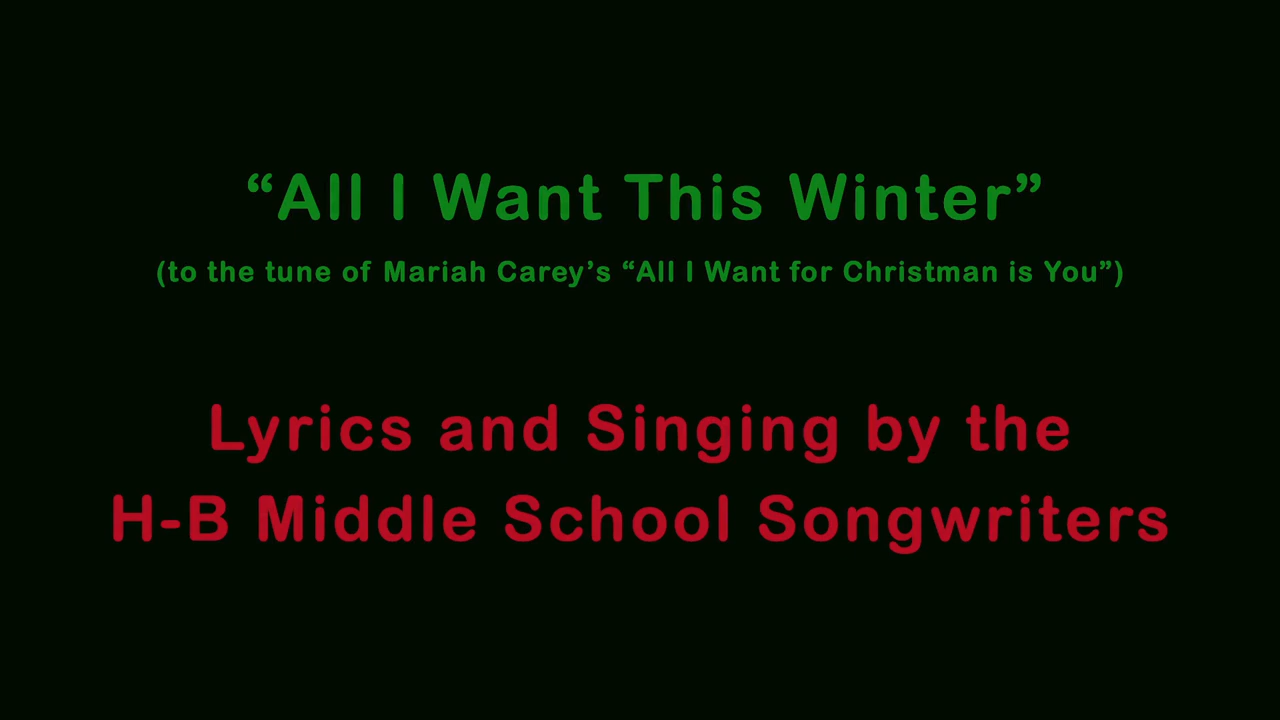 “All I Want This Winter”
(to the tune of Mariah Carey’s “All I Want for Christman is You”)
Lyrics and Singing by the
H-B Middle School Songwriters